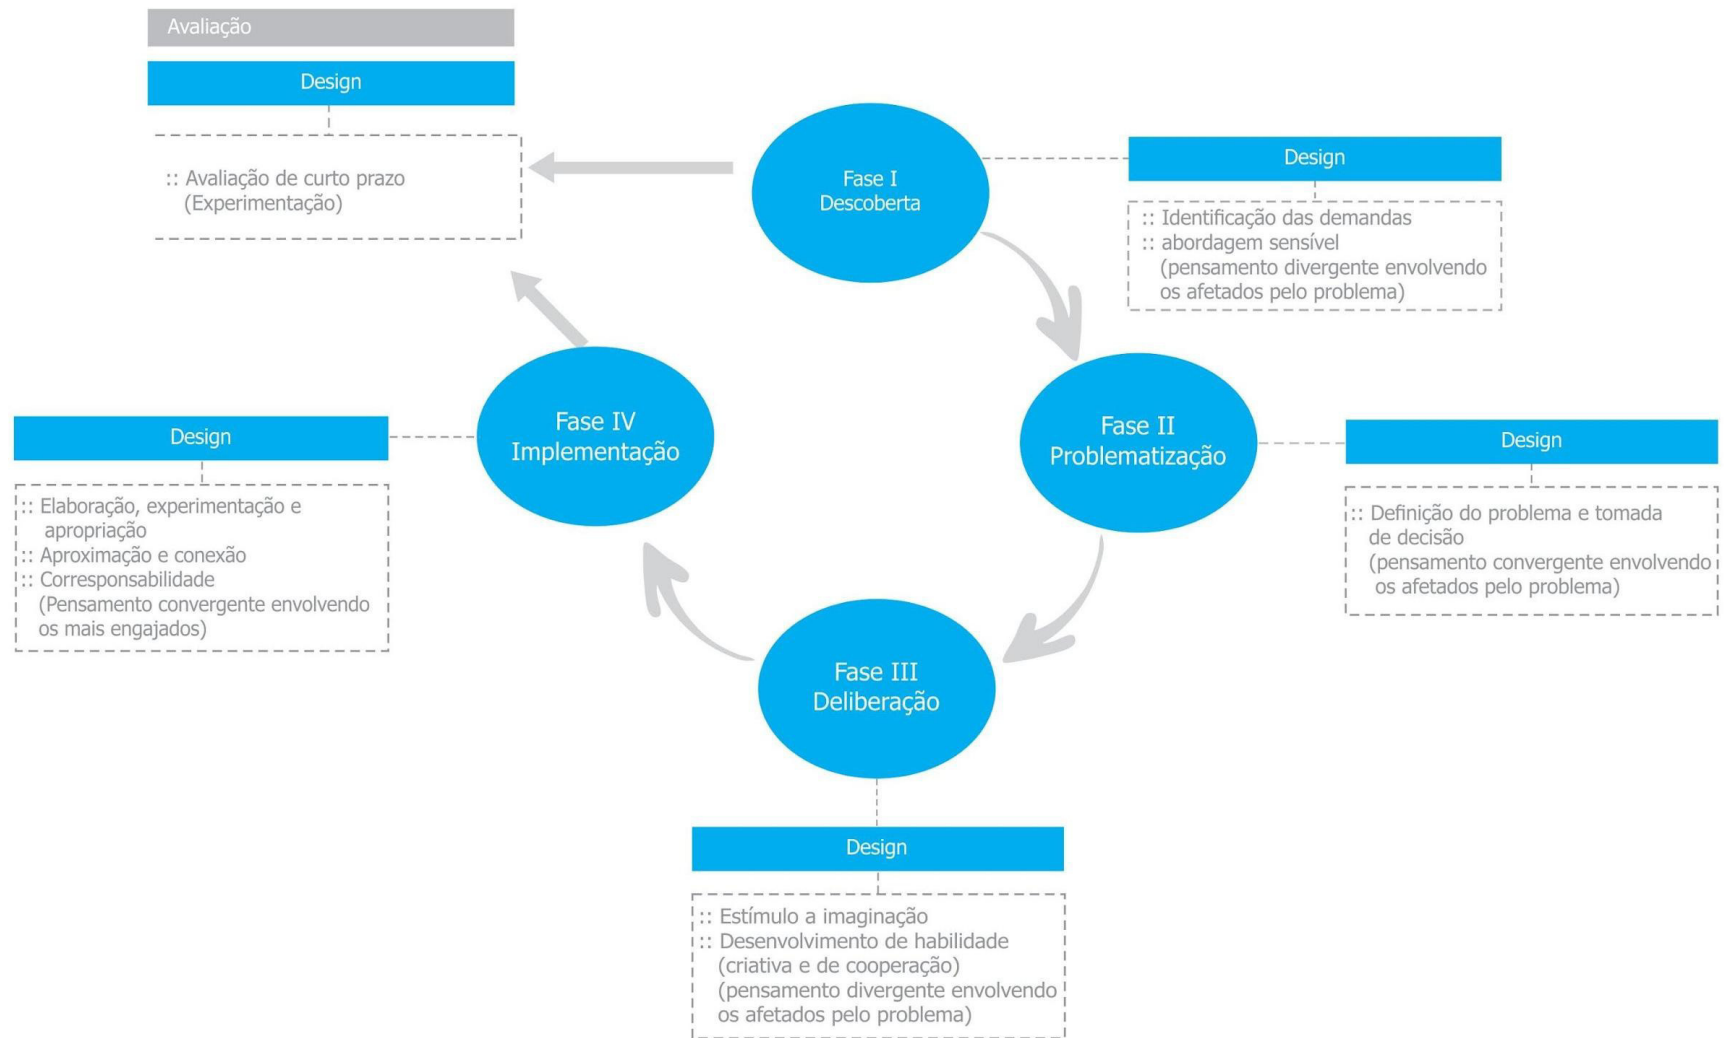 Avaliação
Design
:: Avaliação de curto prazo
(Experimentação)
Fase I
Descoberta
Design
:: Identificação das demandas
:: abordagem sensível
(pensamento divergente envolvendo
os afetados pelo problema)
Fase II
Problematização
Design
:: Definição do problema e tomada
de decisão
(pensamento convergente envolvendo
os afetados pelo problema)
Fase III
Deliberação
Design
:: Estímulo a imaginação
:: Desenvolvimento de habilidade
(criativa e de cooperação)
(pensamento divergente envolvendo
os afetados pelo problema)
Fase IV
Implementação
Design
:: Elaboração, experimentação e
apropriação
:: Aproximação e conexão
:: Corresponsabilidade
(Pensamento convergente envolvendo
os mais engajados)